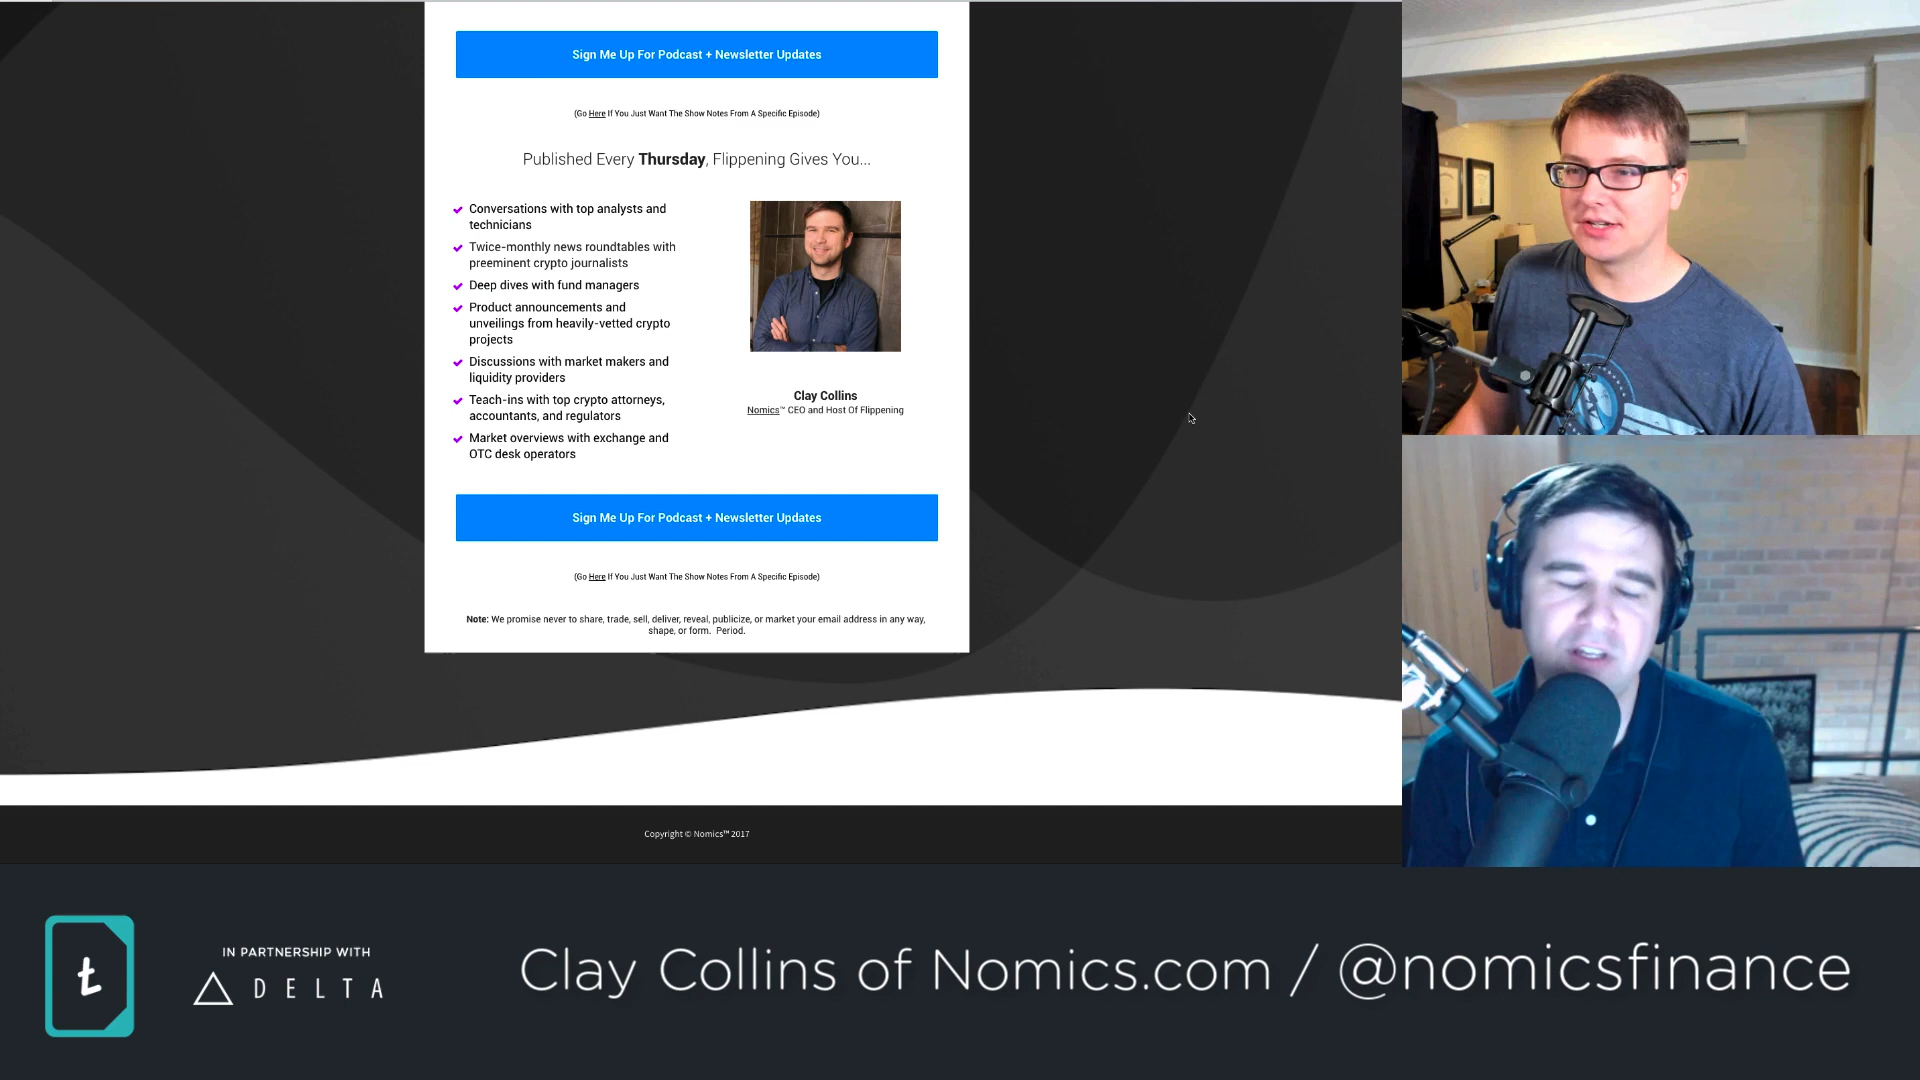 Sign Me Up For Podcast + Newsletter Updates
(Go Here If You Just Want The Show Notes From A Specific Episode)
Published Every Thursday, Flippening Gives You...
Conversations with top analysts and
technicians
Twice-monthly news roundtables with
preeminent crypto journalists
Deep dives with fund managers
Product announcements and
unveilings from heavily-vetted crypto
projects
Discussions with market makers and
liquidity providers
Teach-ins with top crypto attorneys,
accountants, and regulators
Market overviews with exchange and
OTC desk operators
Clay Collins
Nomics™ CEO and Host Of Flippening
Sign Me Up For Podcast + Newsletter Updates
(Go Here If You Just Want The Show Notes From A Specific Episode)
Note: We promise never to share, trade, sell, deliver, reveal, publicize, or market your email address in any way,
shape, or form. Period.
Copyright © Nomics™ 2017
IN PARTNERSHIP WITH
DELTA
Clay Collins of Nomics.com / @nomicsfinance